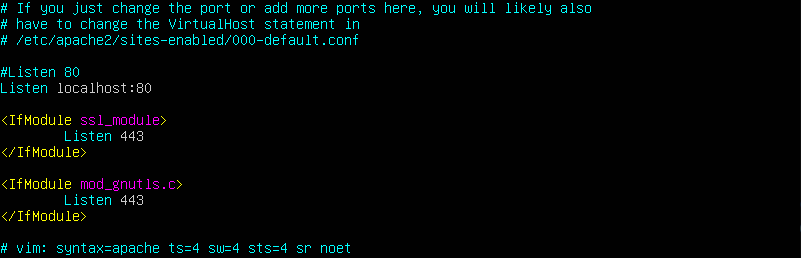 # If you just change the port or add more ports here, you will likely also
# have to change the VirtualHost statement in
# /etc/apache2/sites-enabled/000-default.conf
#Listen 80
Listen localhost:80
<IfModule ssl_module>
Listen 443
</IfModule>
<IfModule mod_gnutls.c>
Listen 443
</IfModule>
# vim: syntax=apache ts=4 sw=4 sts=4 sr noet